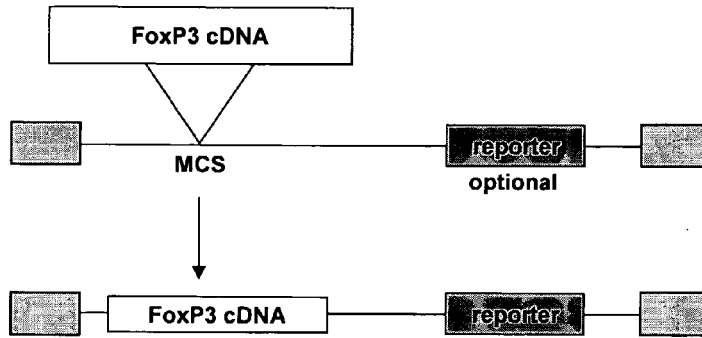 FoxP3 cDNA
MCS
reporter
optional
FoxP3 cDNA
reporter